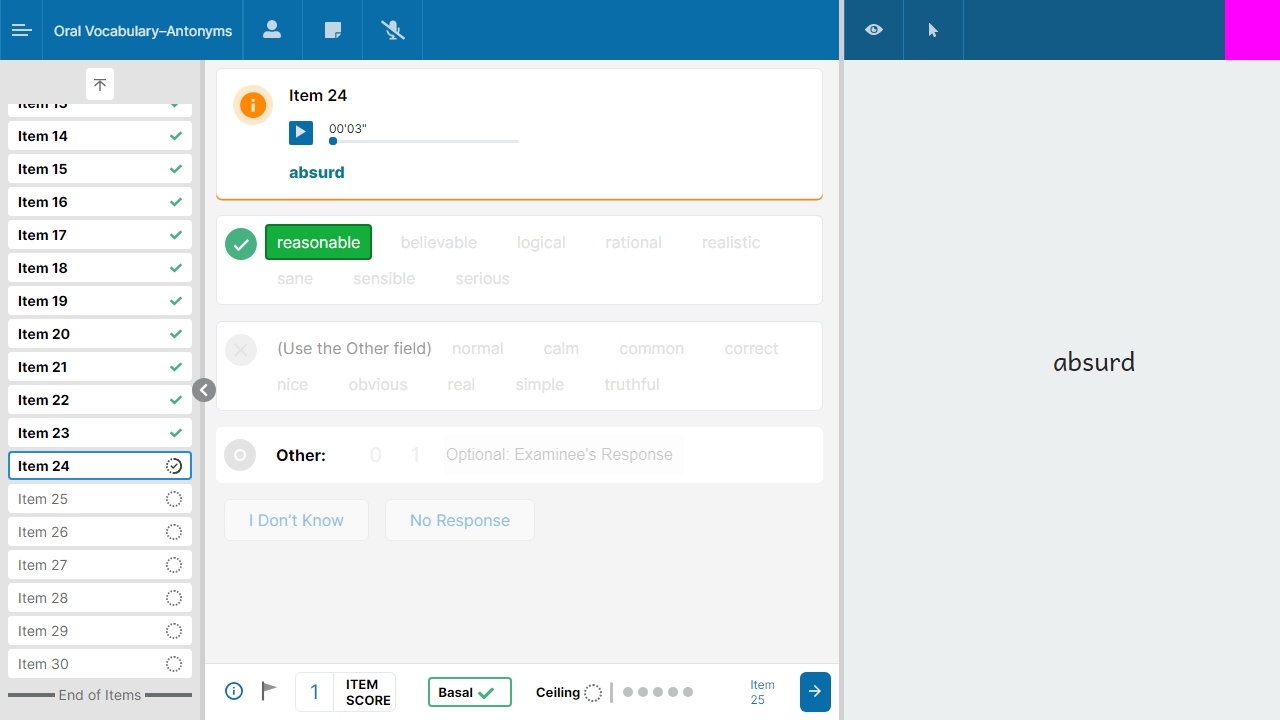 Oral Vocabulary–Antonyms
Item 13
Item 14
Item 15
Item 16
Item 17
Item 18
Item 19
Item 20
Item 21
Item 22
Item 23
Item 24
Item 25
Item 26
Item 27
Item 28
Item 29
Item 30
End of Items
Item 24
00'03"
absurd
reasonable believable logical rational realistic
sane sensible serious
(Use the Other field) normal calm common correct
nice obvious real simple truthful
Other: 0 1 Optional: Examinee's Response
I Don't Know No Response
1 ITEM SCORE Basal Ceiling Item 25
absurd